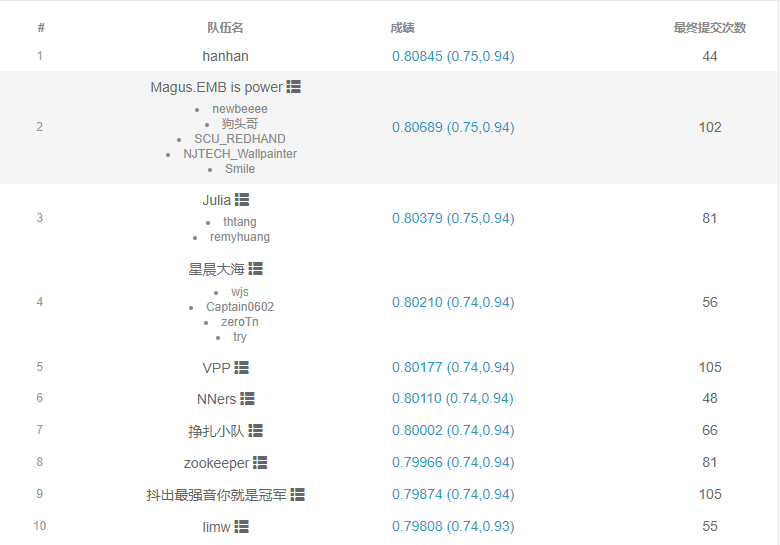 # 队伍名 成绩 最终提交次数
1 hanhan 0.80845 (0.75,0.94) 44
2 Magus.EMB is power 0.80689 (0.75,0.94) 102
newbeeee
狗头哥
SCU_REDHAND
NJTECH_Wallpainter
Smile
3 Julia 0.80379 (0.75,0.94) 81
thtang
remyhuang
4 星晨大海 0.80210 (0.74,0.94) 56
wjs
Captain0602
zeroTn
try
5 VPP 0.80177 (0.74,0.94) 105
6 NNers 0.80110 (0.74,0.94) 48
7 挣扎小队 0.80002 (0.74,0.94) 66
8 zookeeper 0.79966 (0.74,0.94) 81
9 抖出最强音你就是冠军 0.79874 (0.74,0.94) 105
10 limw 0.79808 (0.74,0.93) 55